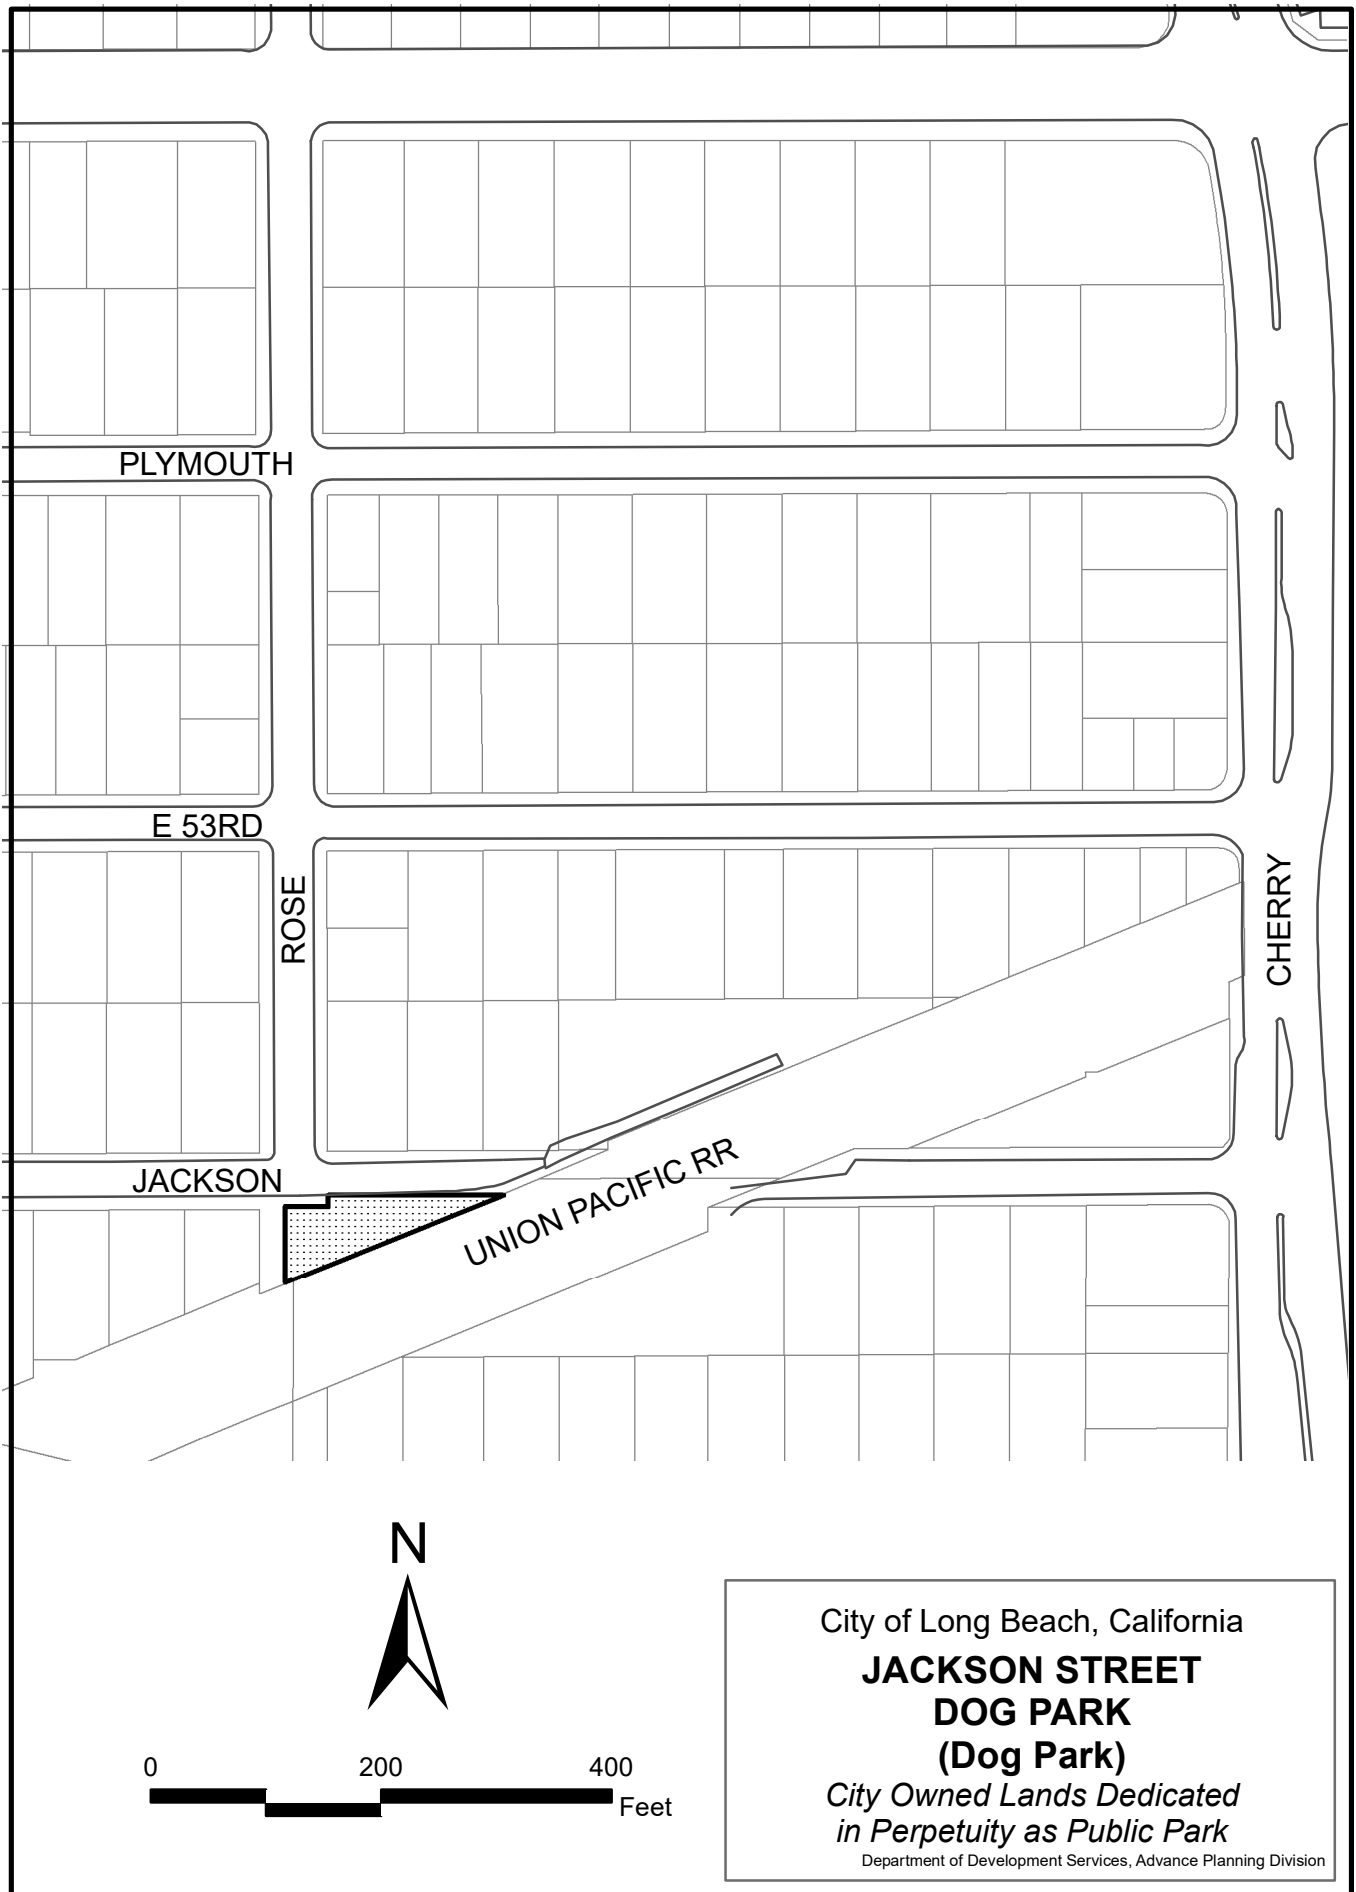 PLYMOUTH
E 53RD
ROSE
CHERRY
JACKSON
UNION PACIFIC RR
N
0 200 400
Feet
City of Long Beach, California
JACKSON STREET
DOG PARK
(Dog Park)
City Owned Lands Dedicated
in Perpetuity as Public Park
Department of Development Services, Advance Planning Division